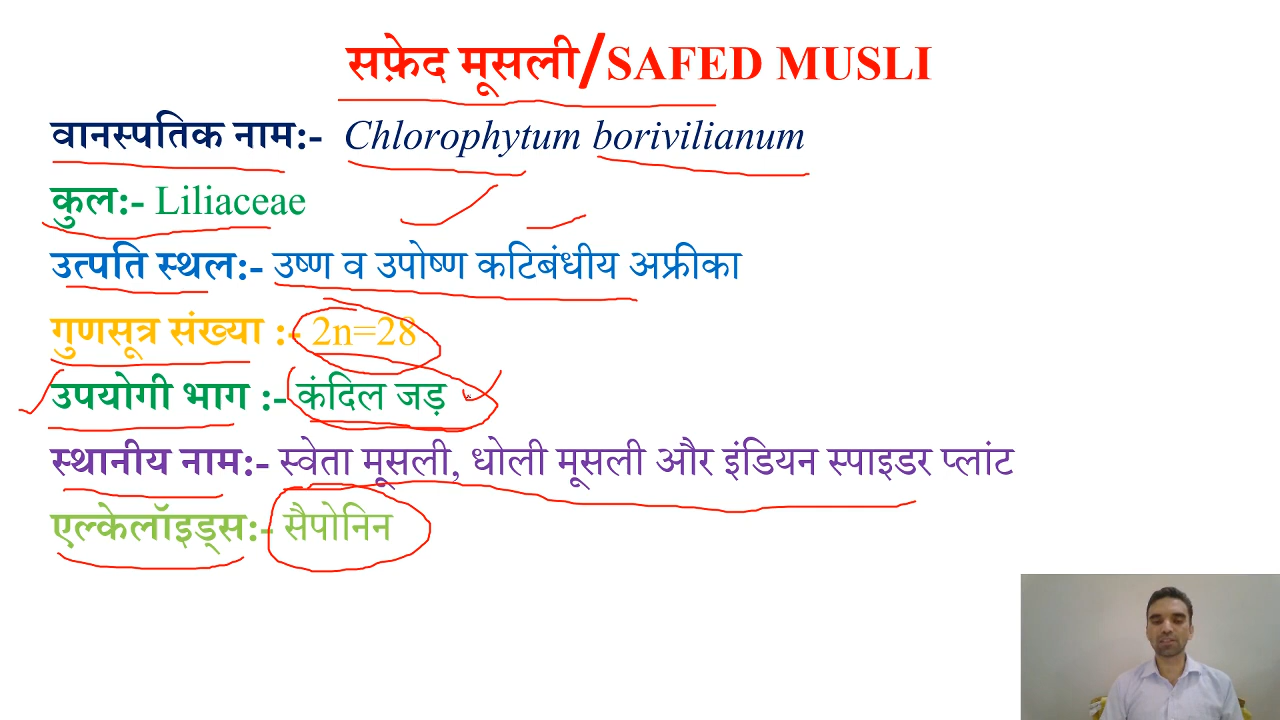 सफ़ेद मूसली/SAFED MUSLI
वानस्पतिक नाम:- Chlorophytum borivilianum
कुल:- Liliaceae
उत्पति स्थल:- उष्ण व उपोष्ण कटिबंधीय अफ्रीका
गुणसूत्र संख्या :- 2n=28
उपयोगी भाग :- कंदिल जड़
स्थानीय नाम:- स्वेता मूसली, धोली मूसली और इंडियन स्पाइडर प्लांट
एल्केलॉइड्स:- सैपोनिन